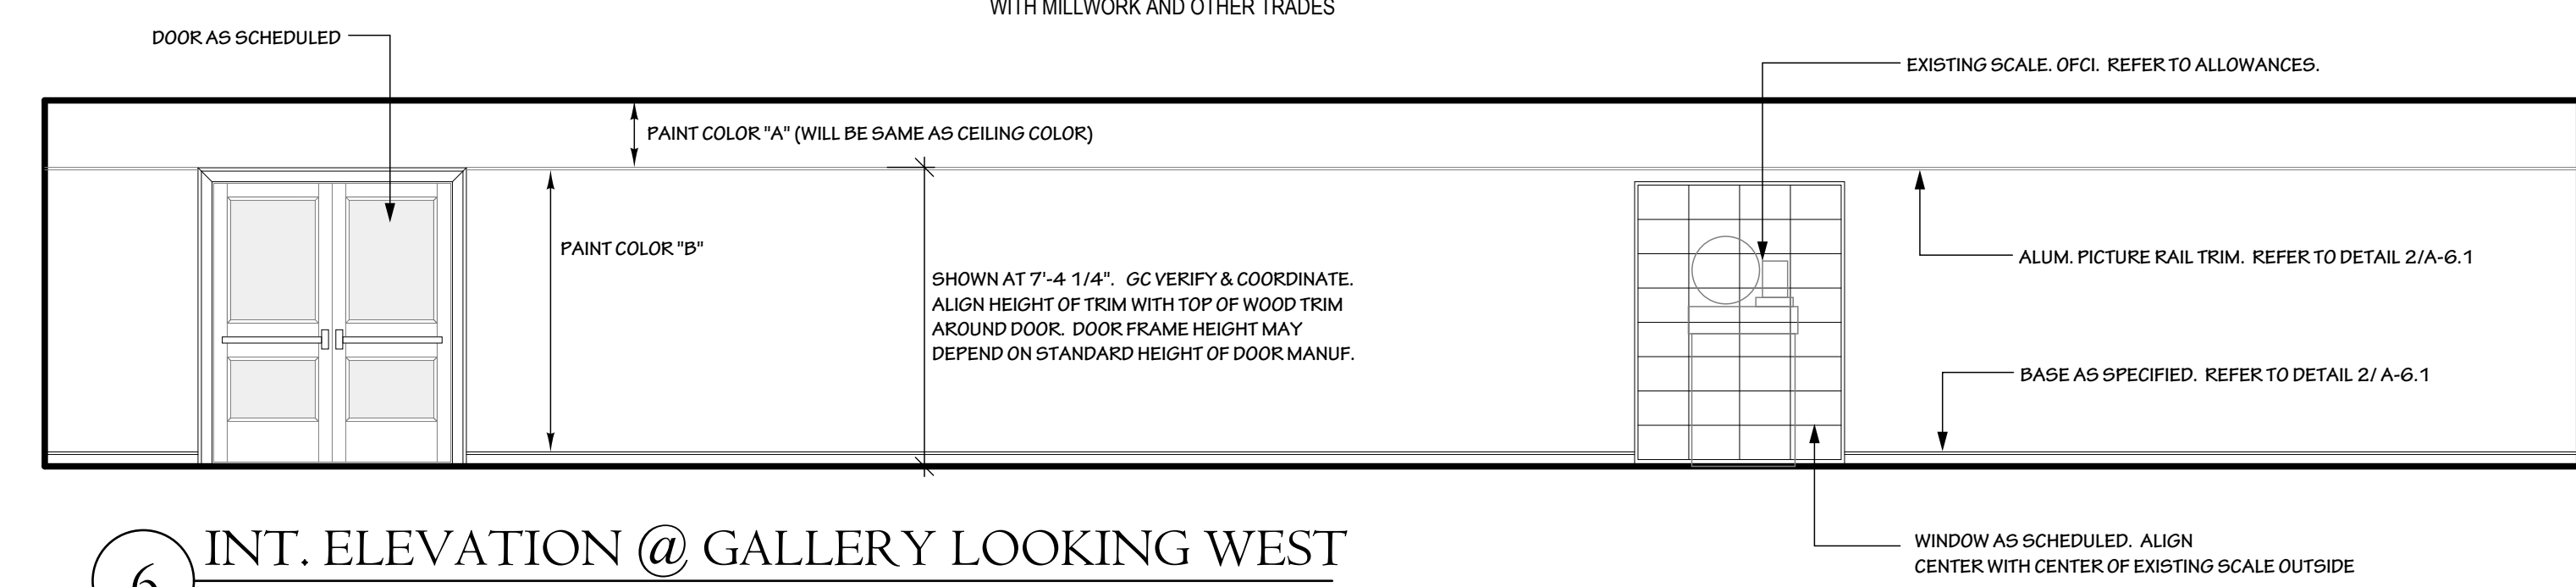 WITH MILLWORK AND OTHER TRADES
DOOR AS SCHEDULED
EXISTING SCALE. OFCI. REFER TO ALLOWANCES.
PAINT COLOR "A" (WILL BE SAME AS CEILING COLOR)
PAINT COLOR "B"
SHOWN AT 7'-4 1/4". GC VERIFY & COORDINATE.
ALIGN HEIGHT OF TRIM WITH TOP OF WOOD TRIM
AROUND DOOR. DOOR FRAME HEIGHT MAY
DEPEND ON STANDARD HEIGHT OF DOOR MANUF.
ALUM. PICTURE RAIL TRIM. REFER TO DETAIL 2/A-6.1
BASE AS SPECIFIED. REFER TO DETAIL 2/ A-6.1
WINDOW AS SCHEDULED. ALIGN
CENTER WITH CENTER OF EXISTING SCALE OUTSIDE
6
INT. ELEVATION @ GALLERY LOOKING WEST